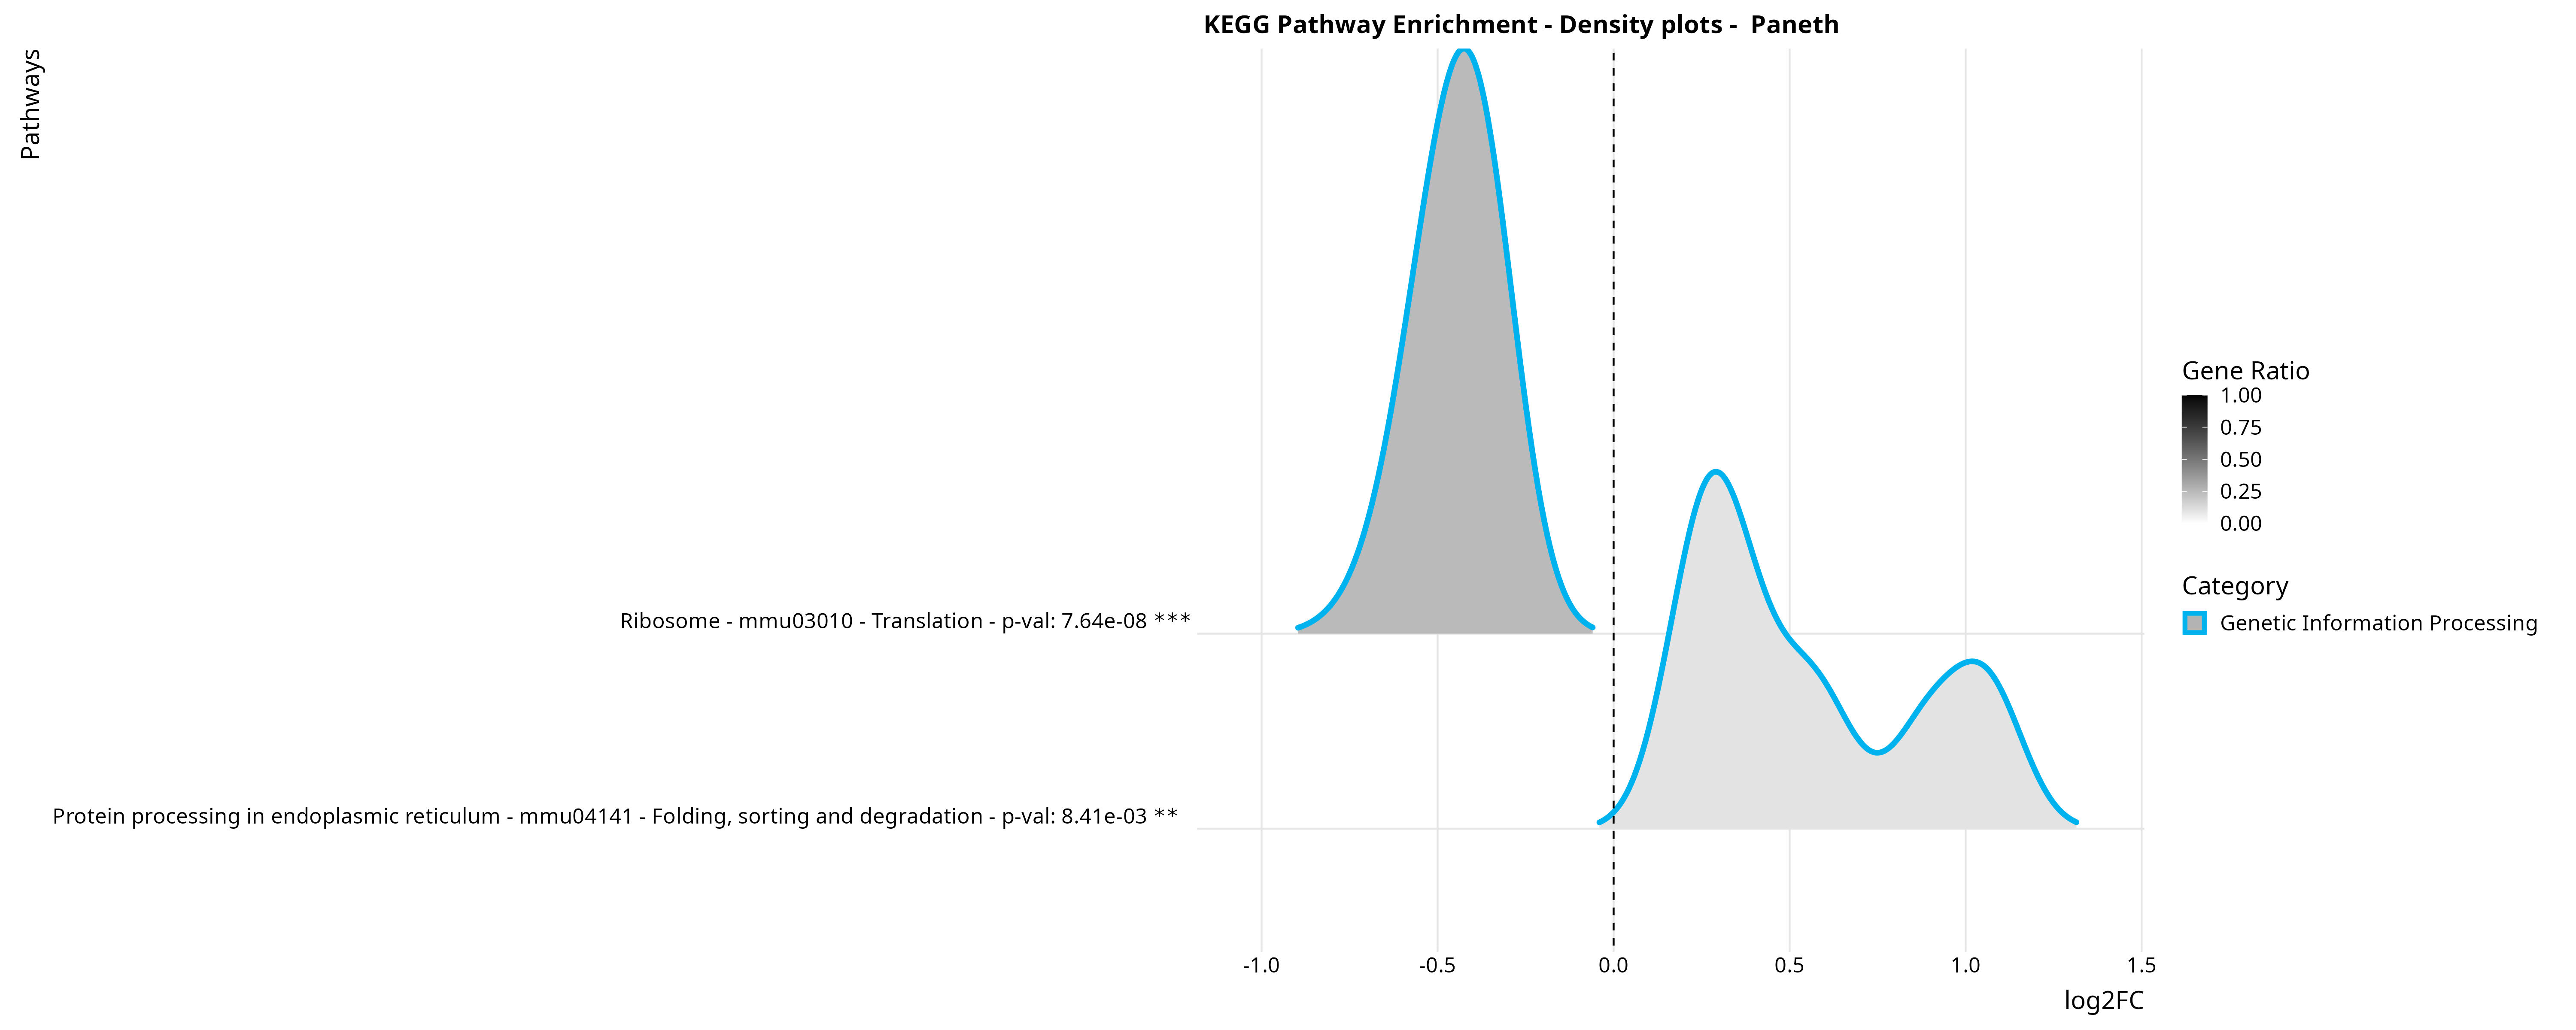 KEGG Pathway Enrichment - Density plots -  Paneth
Pathways
Ribosome - mmu03010 - Translation - p-val: 7.64e-08 ***
Protein processing in endoplasmic reticulum - mmu04141 - Folding, sorting and degradation - p-val: 8.41e-03 **
-1.0
-0.5
0.0
0.5
1.0
1.5
log2FC
Gene Ratio
1.00
0.75
0.50
0.25
0.00
Category
Genetic Information Processing